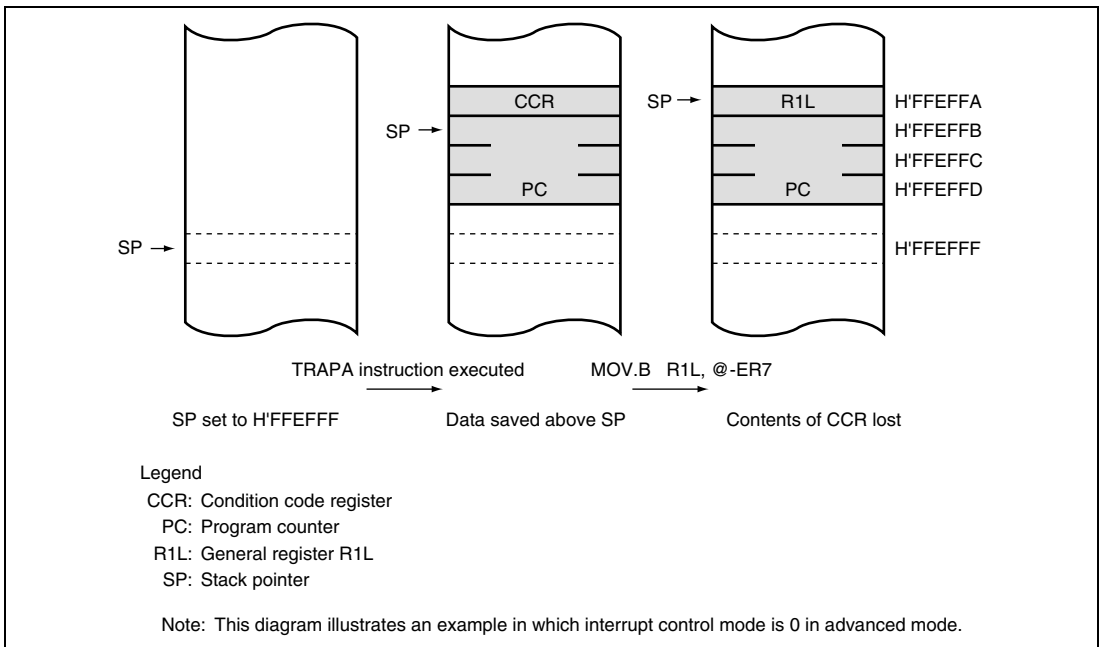 CCR
SP
R1L
H'FFEFFA
SP
H'FFEFFB
H'FFEFFC
PC
PC
H'FFEFFD
SP
H'FFEFFF
TRAPA instruction executed
MOV.B R1L, @-ER7
SP set to H'FFEFFF
Data saved above SP
Contents of CCR lost
Legend
CCR: Condition code register
PC: Program counter
R1L: General register R1L
SP: Stack pointer
Note: This diagram illustrates an example in which interrupt control mode is 0 in advanced mode.